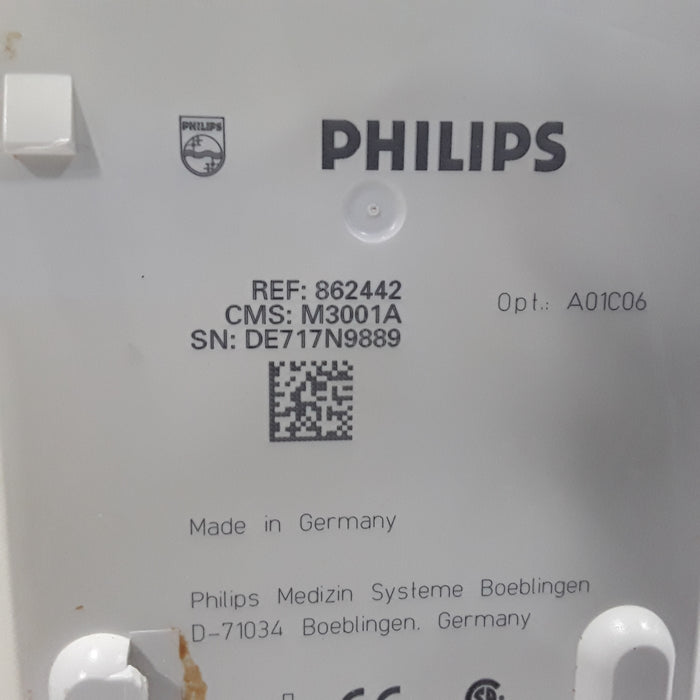 PHILIPS
PHILIPS
REF: 862442
CMS: M3001A
SN: DE717N9889
Opt.: A01C06
Made in Germany
Philips Medizin Systeme Boeblingen
D-71034 Boeblingen. Germany